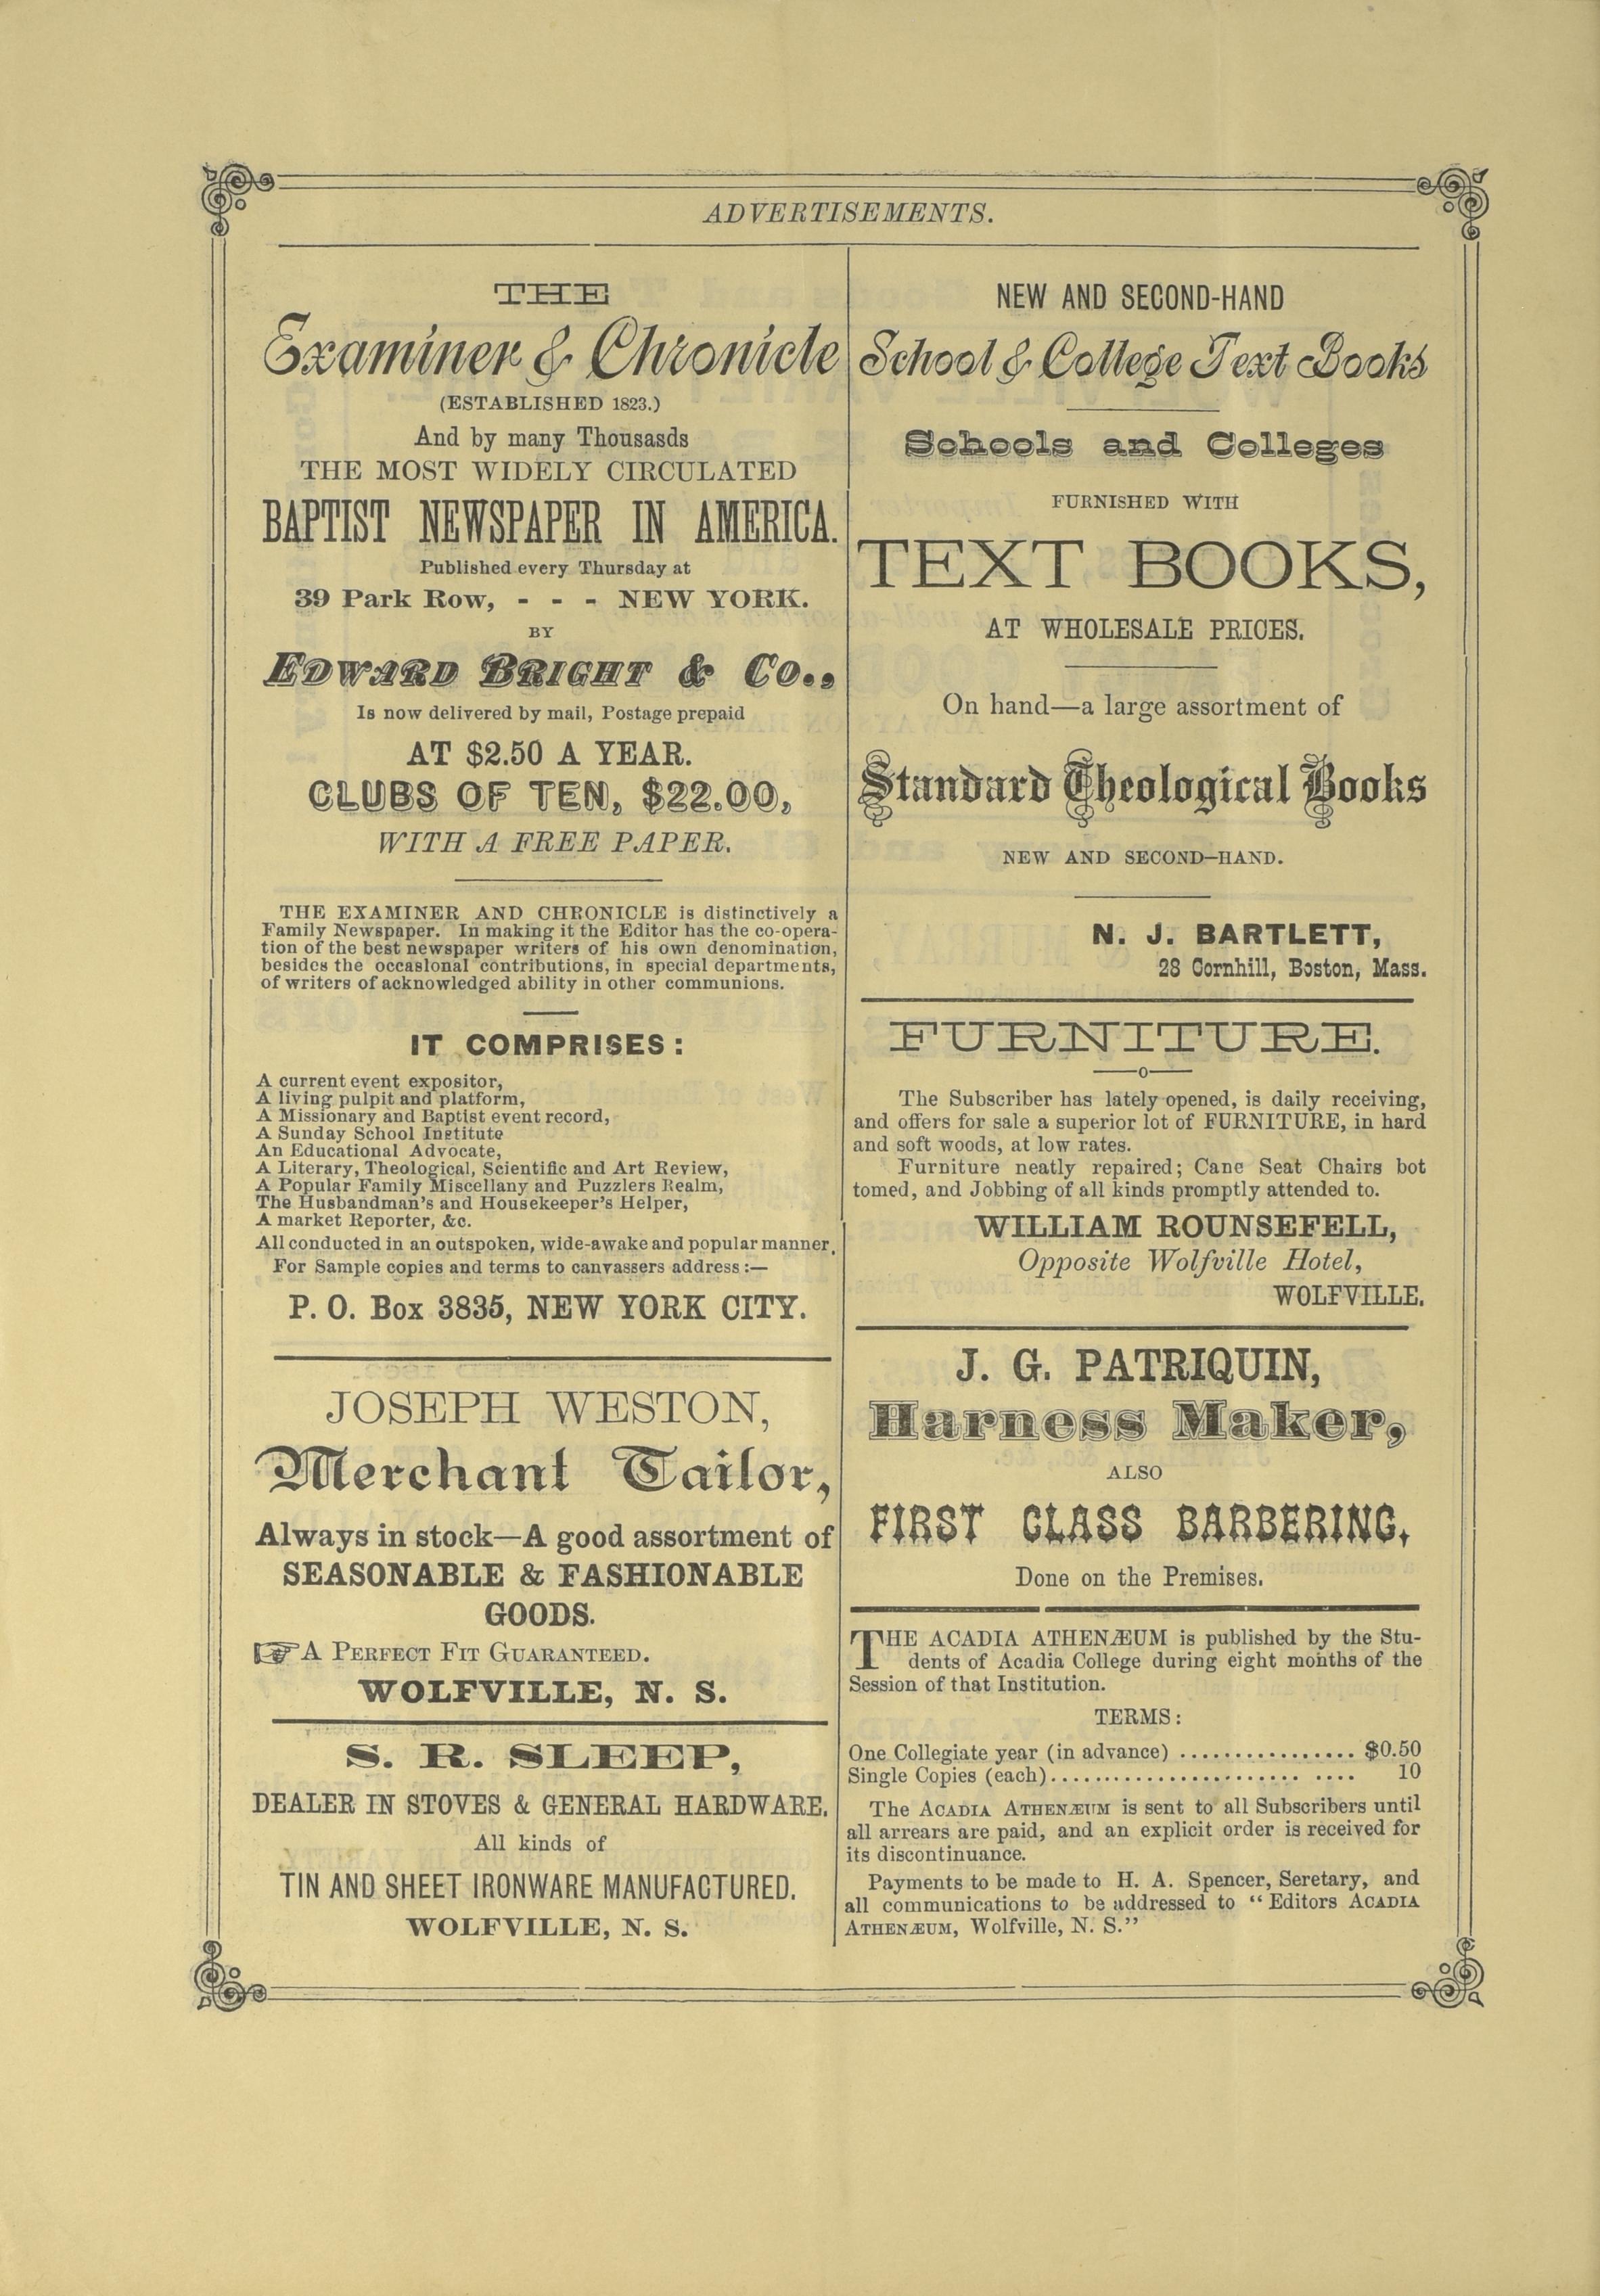 ADVERTISEMENTS.
THE
Examiner & Chronicle
(ESTABLISHED 1823.)
And by many Thousasds
THE MOST WIDELY CIRCULATED
BAPTIST NEWSPAPER IN AMERICA.
Published every Thursday at
39 Park Row, - - - NEW YORK.
BY
EDWARD BRIGHT & CO.,
Is now delivered by mail, Postage prepaid
AT $2.50 A YEAR.
CLUBS OF TEN, $22.00,
WITH A FREE PAPER.
THE EXAMINER AND CHRONICLE is distinctively a
Family Newspaper. In making it the Editor has the co-opera-
tion of the best newspaper writers of his own denomination,
besides the occaslonal contributions, in special departments,
of writers of acknowledged ability in other communions.
IT COMPRISES:
A current event expositor,
A living pulpit and platform,
A Missionary and Baptist event record,
A Sunday School Institute
An Educational Advocate,
A Literary, Theological, Scientific and Art Review,
A Popular Family Miscellany and Puzzlers Realm,
The Husbandman's and Housekeeper's Helper,
A market Reporter, &c.
All conducted in an outspoken, wide-awake and popular manner.
For Sample copies and terms to canvassers address:—
P. O. Box 3835, NEW YORK CITY.
JOSEPH WESTON,
Merchant Tailor,
Always in stock—A good assortment of
SEASONABLE & FASHIONABLE
GOODS.
☞ A PERFECT FIT GUARANTEED.
WOLFVILLE, N. S.
S. R. SLEEP,
DEALER IN STOVES & GENERAL HARDWARE.
All kinds of
TIN AND SHEET IRONWARE MANUFACTURED.
WOLFVILLE, N. S.
NEW AND SECOND-HAND
School & College Text Books
Schools and Colleges
FURNISHED WITH
TEXT BOOKS,
AT WHOLESALE PRICES.
On hand—a large assortment of
Standard Theological Books
NEW AND SECOND-HAND.
N. J. BARTLETT,
28 Cornhill, Boston, Mass.
FURNITURE.
The Subscriber has lately opened, is daily receiving,
and offers for sale a superior lot of FURNITURE, in hard
and soft woods, at low rates.
Furniture neatly repaired; Cane Seat Chairs bot
tomed, and Jobbing of all kinds promptly attended to.
WILLIAM ROUNSEFELL,
Opposite Wolfville Hotel,
WOLFVILLE.
J. G. PATRIQUIN,
Harness Maker,
ALSO
FIRST CLASS BARBERING,
Done on the Premises.
THE ACADIA ATHENÆUM is published by the Stu-
dents of Acadia College during eight months of the
Session of that Institution.
TERMS:
One Collegiate year (in advance) ................ $0.50
Single Copies (each)....................... .... 10
The ACADIA ATHENÆUM is sent to all Subscribers until
all arrears are paid, and an explicit order is received for
its discontinuance.
Payments to be made to H. A. Spencer, Seretary, and
all communications to be addressed to "Editors ACADIA
ATHENÆUM, Wolfville, N. S."